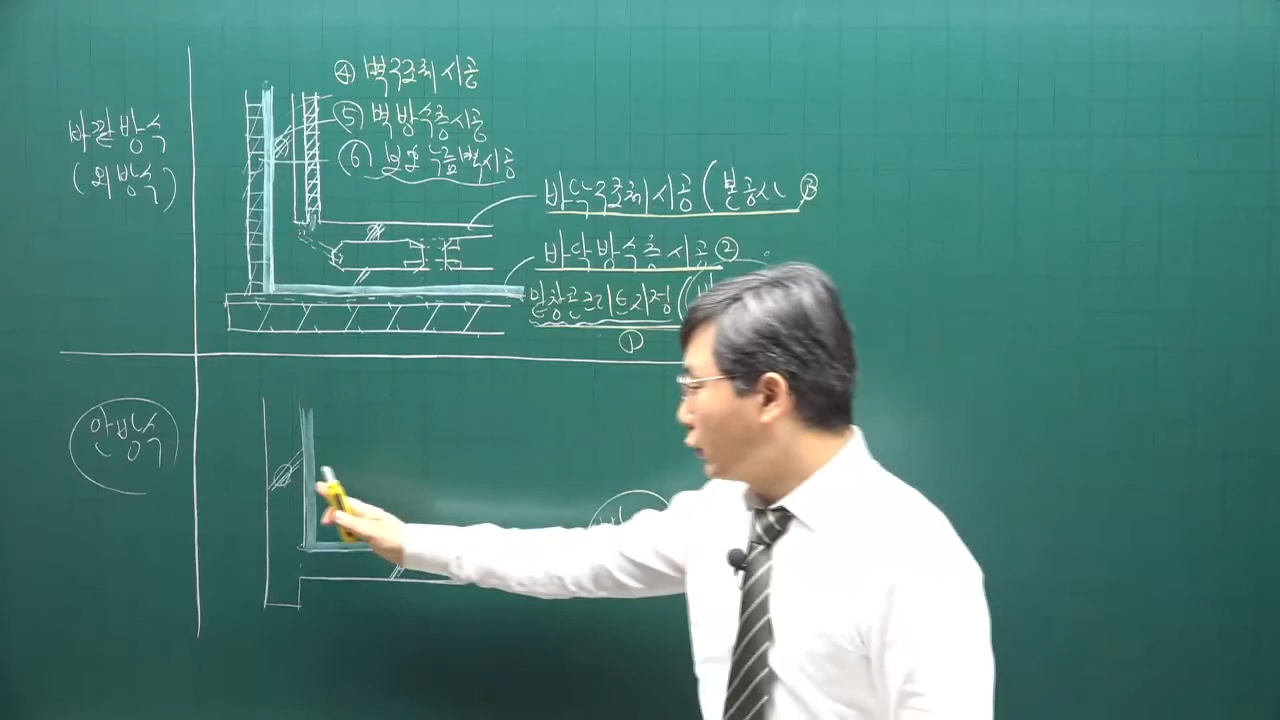 바깥방수
(외방수)
④ 벽구조체시공
⑤ 벽방수층시공
⑥ 보호누름벽시공
바닥구조체시공(본공사 ③
바닥방수층시공 ②
밑창콘크리트지정(
①
안방수